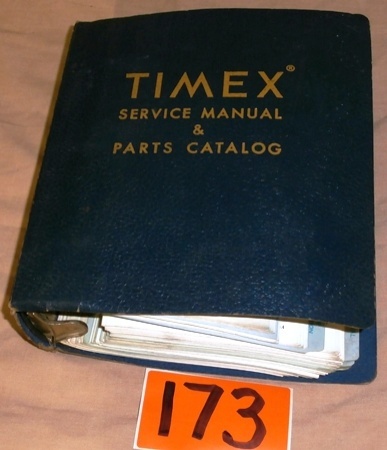 TIMEX®
SERVICE MANUAL
&
PARTS CATALOG
173